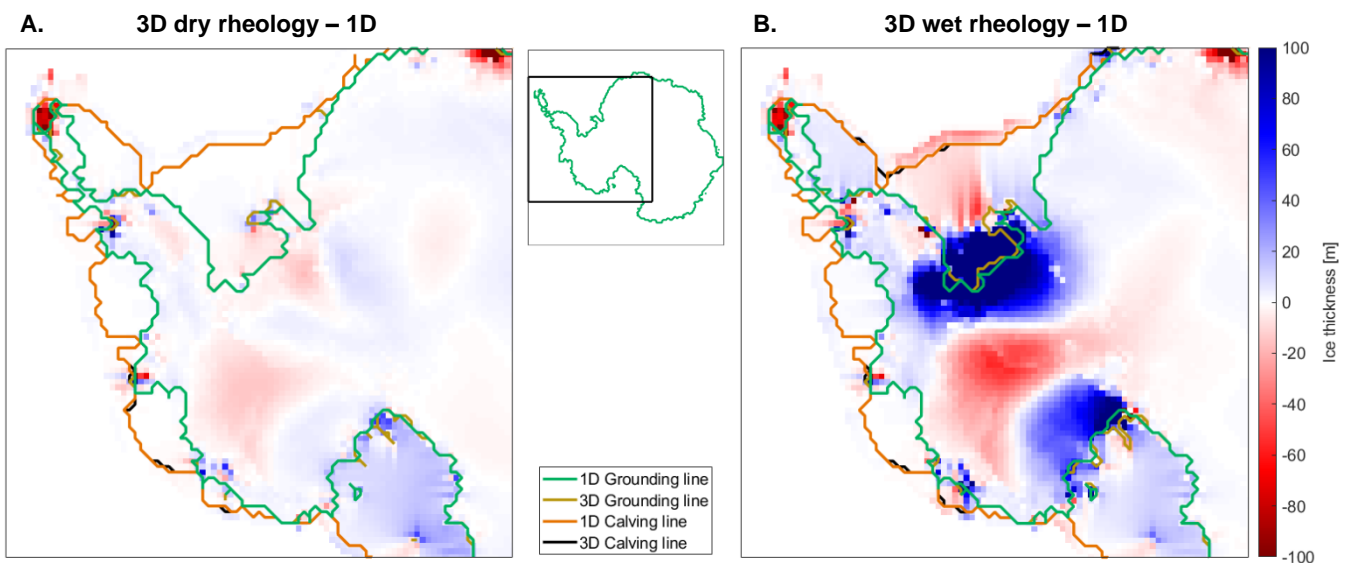 A. 3D dry rheology – 1D
B. 3D wet rheology – 1D
1D Grounding line
3D Grounding line
1D Calving line
3D Calving line
100
80
60
40
20
0
-20
-40
-60
-80
-100
Ice thickness [m]